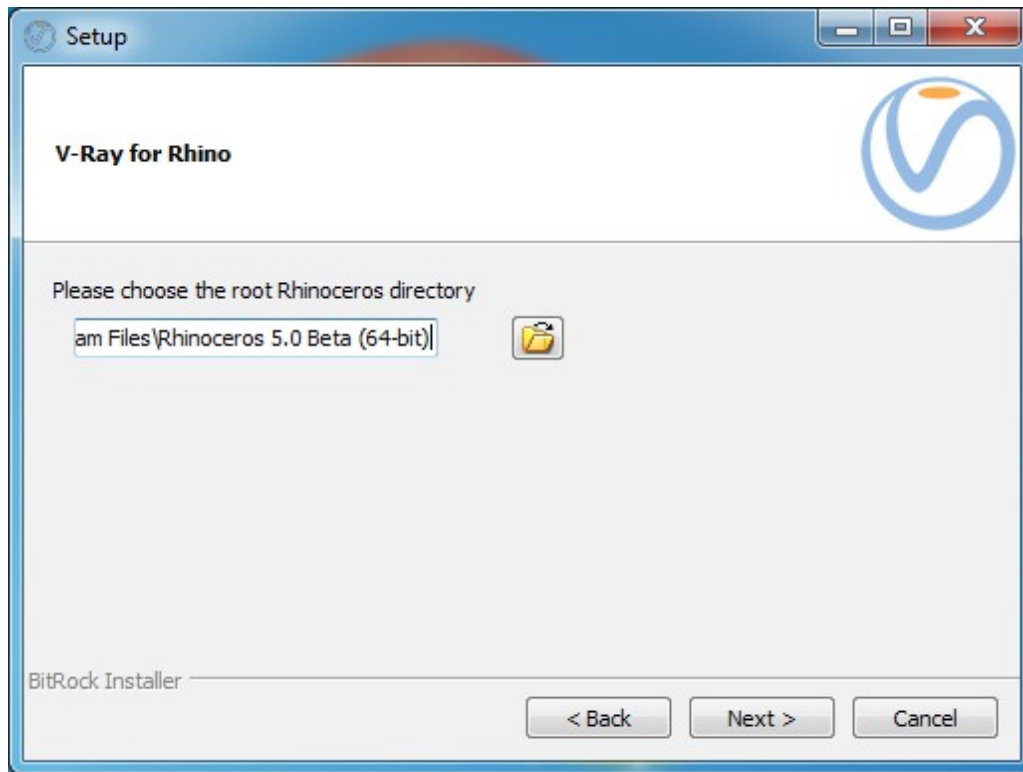 Setup
V-Ray for Rhino
Please choose the root Rhinoceros directory
am Files\Rhinoceros 5.0 Beta (64-bit)
BitRock Installer
< Back Next > Cancel